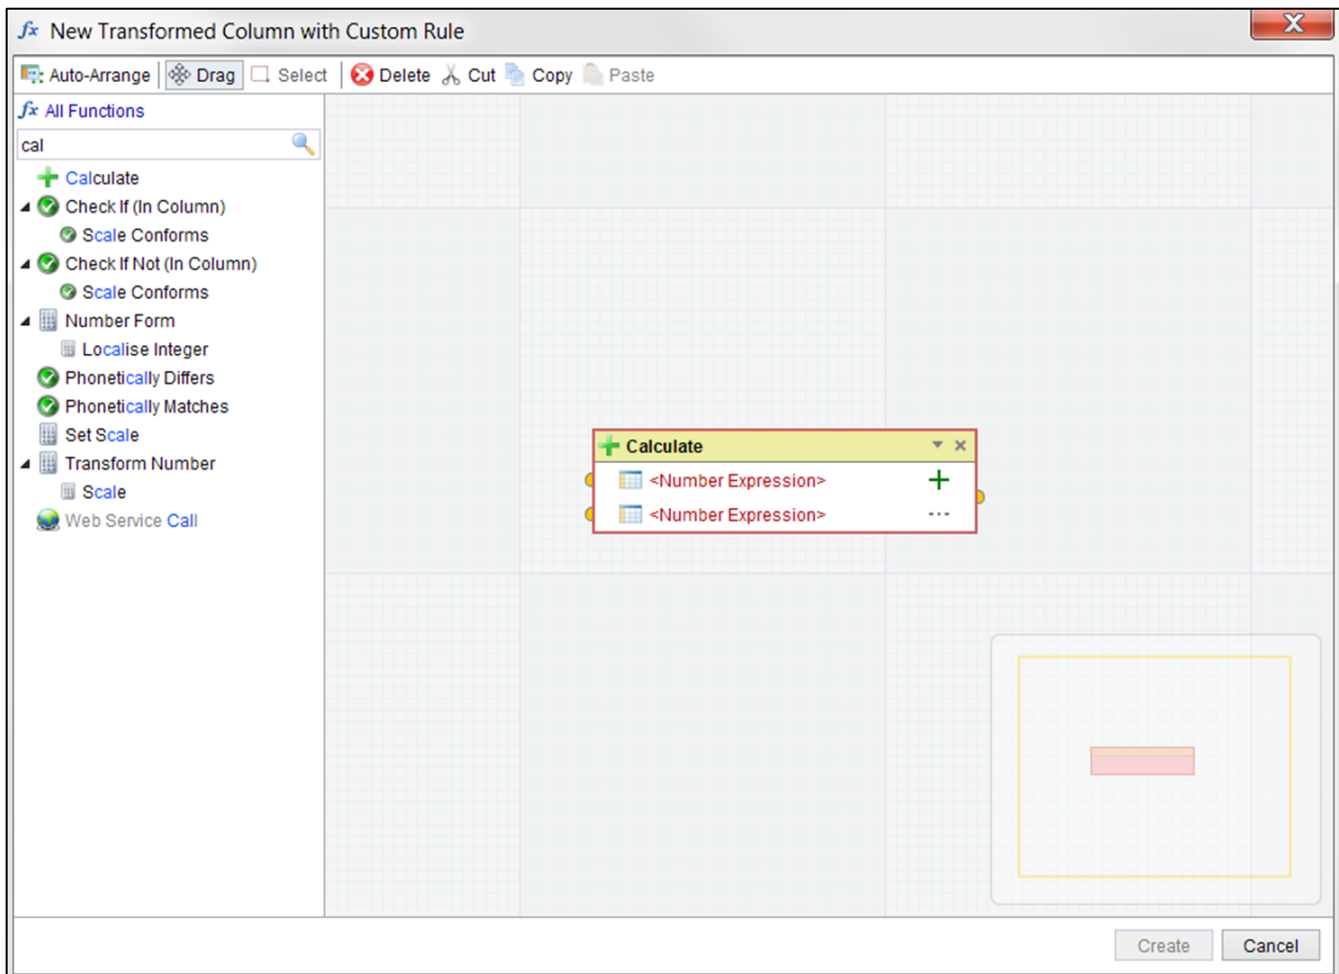 fx New Transformed Column with Custom Rule
Auto-Arrange Drag Select Delete Cut Copy Paste
fx All Functions
cal
Calculate
Check If (In Column)
Scale Conforms
Check If Not (In Column)
Scale Conforms
Number Form
Localise Integer
Phonetically Differs
Phonetically Matches
Set Scale
Transform Number
Scale
Web Service Call
Calculate
<Number Expression>
<Number Expression>
Create Cancel